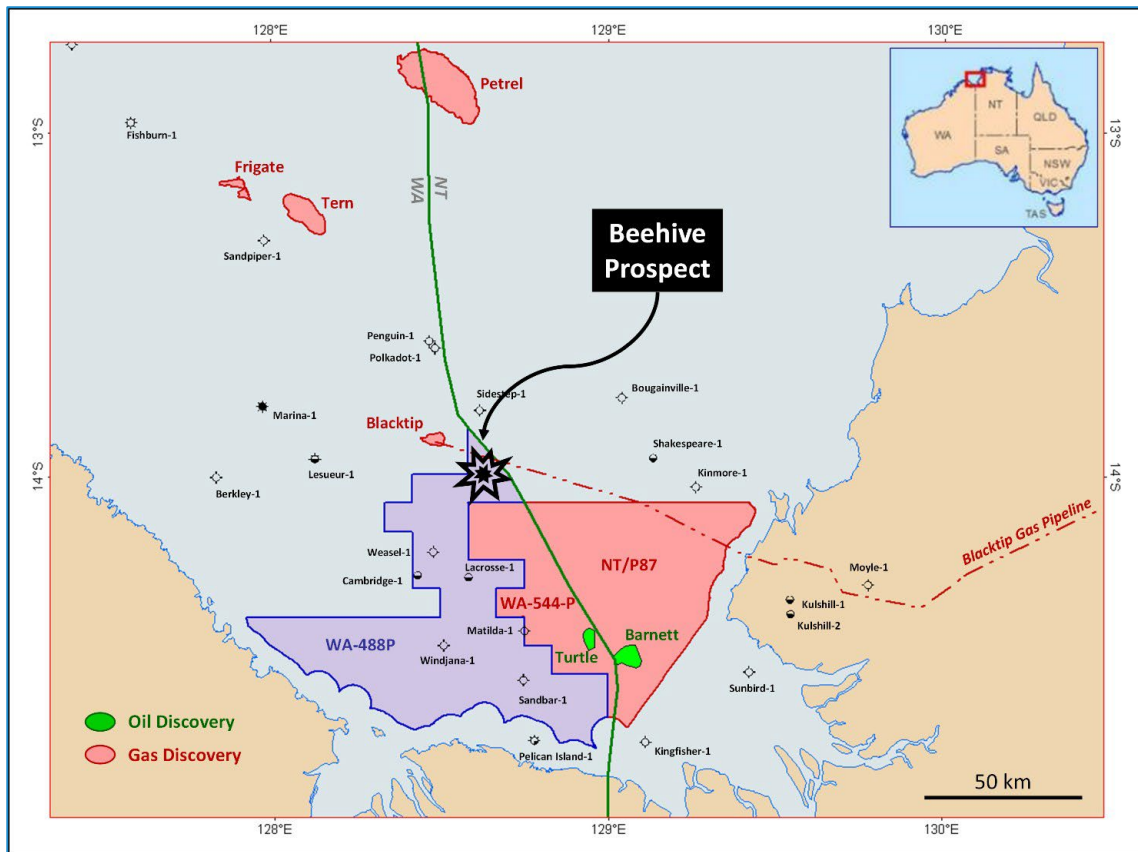 128°E
129°E
130°E
13°S
13°S
14°S
14°S
128°E
129°E
130°E
Petrel
Fishburn-1
Frigate
Tern
NT
WA
Sandpiper-1
Beehive
Prospect
WA
NT
SA
QLD
NSW
VIC
TAS
Penguin-1
Polkadot-1
Sidestep-1
Bougainville-1
Marina-1
Blacktip
Shakespeare-1
Lesueur-1
Kinmore-1
Berkley-1
Blacktip Gas Pipeline
Weasel-1
Cambridge-1
Lacrosse-1
NT/P87
Moyle-1
WA-544-P
Kulshill-1
Kulshill-2
Matilda-1
Barnett
WA-488P
Windjana-1
Turtle
Sandbar-1
Sunbird-1
Oil Discovery
Gas Discovery
Pelican Island-1
Kingfisher-1
50 km